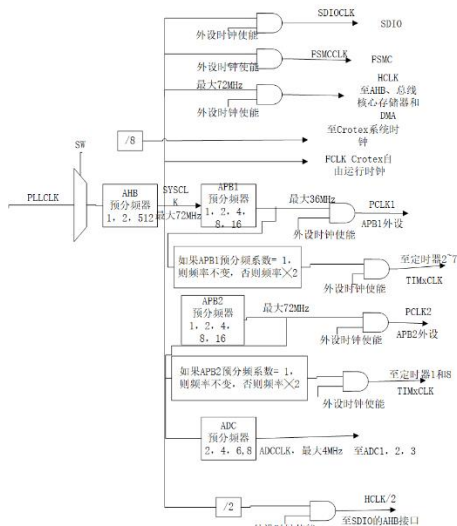 SDIOCLK
SDIO
外设时钟使能
FSMCCLK
FSMC
外设时钟使能
最大72MHz
HCLK
至AHB、总线
核心存储器和
DMA
外设时钟使能
/8
至Crotex系统时
钟
FCLK Crotex自
由运行时钟
SW
PLLCLK
AHB
预分频器
1, 2, 512
SYSCL
K
最大72MHz
APB1
预分频器
1, 2, 4,
8, 16
最大36MHz
PCLK1
APB1外设
外设时钟使能
如果APB1预分频系数= 1,
则频率不变，否则频率×2
至定时器2~7
TIMxCLK
外设时钟使能
APB2
预分频器
1, 2, 4,
8, 16
最大72MHz
PCLK2
APB2外设
外设时钟使能
如果APB2预分频系数= 1,
则频率不变，否则频率×2
至定时器1和8
TIMxCLK
外设时钟使能
ADC
预分频器
2, 4, 6,8
ADCCLK, 最大4MHz
至ADC1, 2, 3
/2
HCLK/2
至SDIO的AHB接口